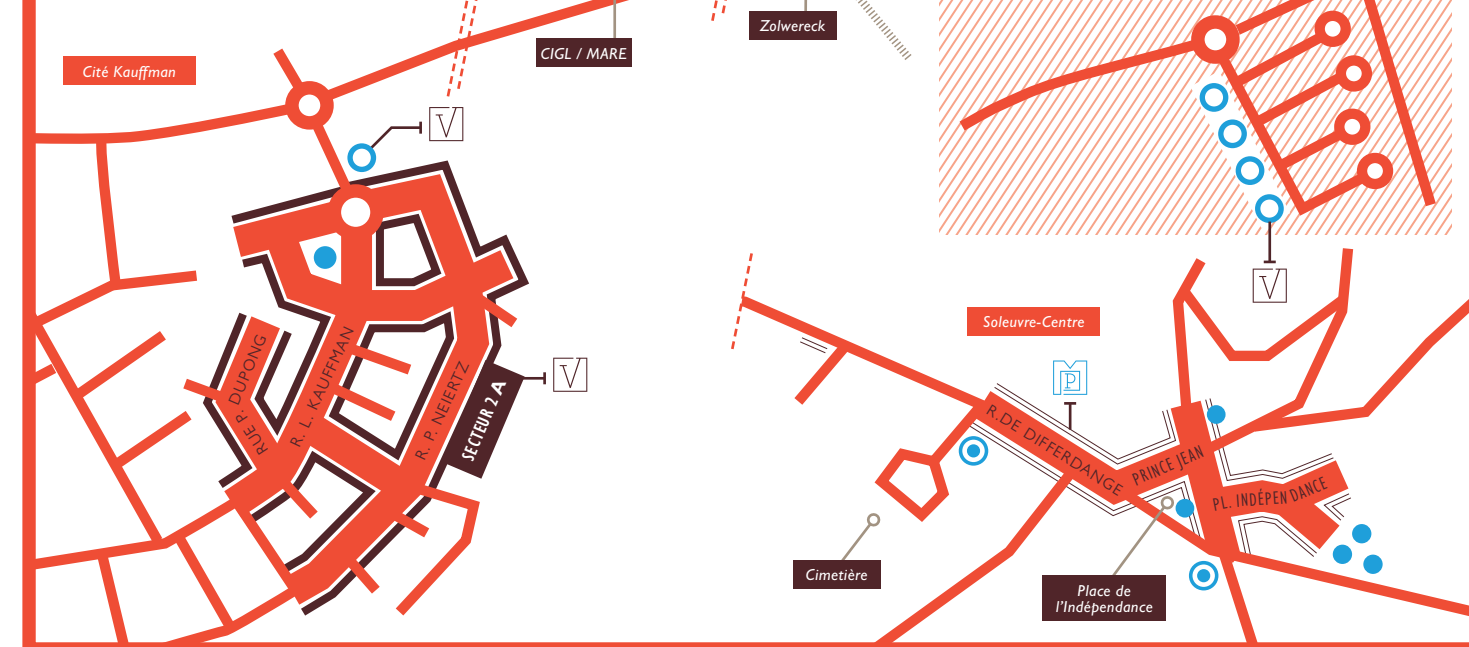 Zolwereck
CIGL / MARE
Cité Kauffman
V
V
Soleuvre-Centre
MP
V
RUE P. DUPONG
R. L. KAUFFMAN
R. P. NEIERTZ
SECTEUR 2 A
R. DE DIFFERDANGE
PRINCE JEAN
PL. INDÉPENDANCE
Cimetière
Place de
l'Indépendance